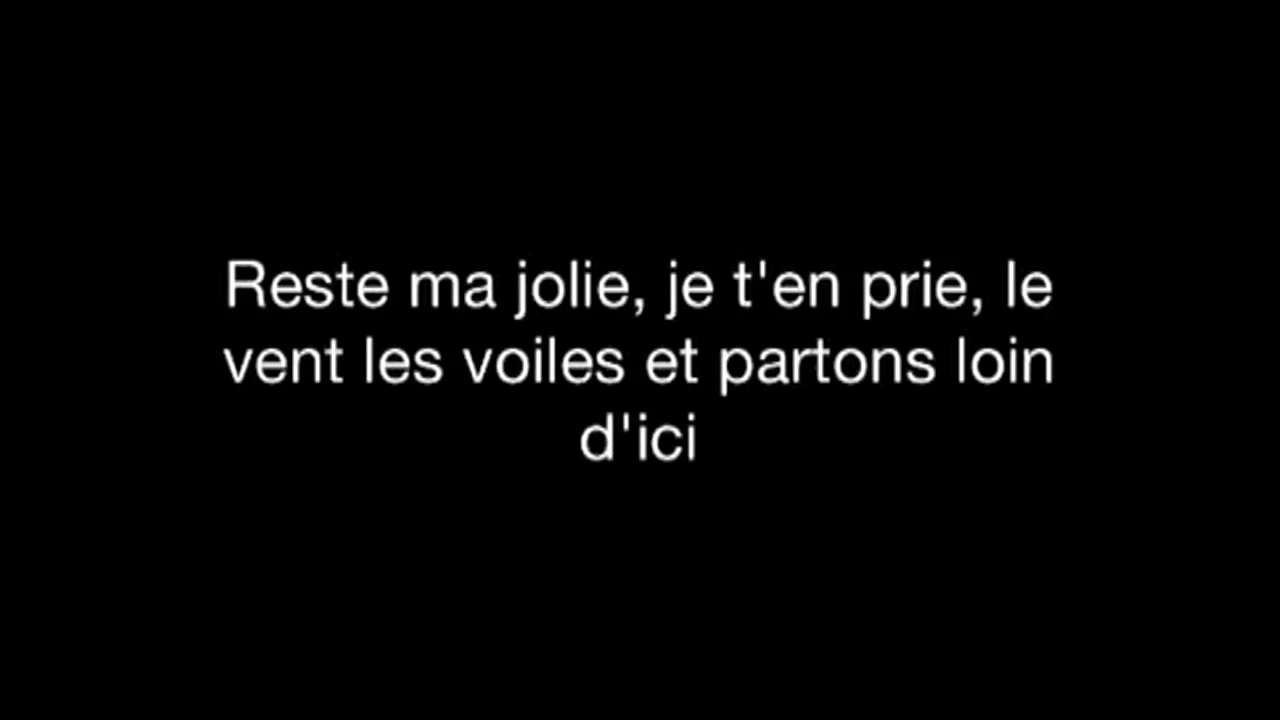 Reste ma jolie, je t'en prie, le
vent les voiles et partons loin
d'ici